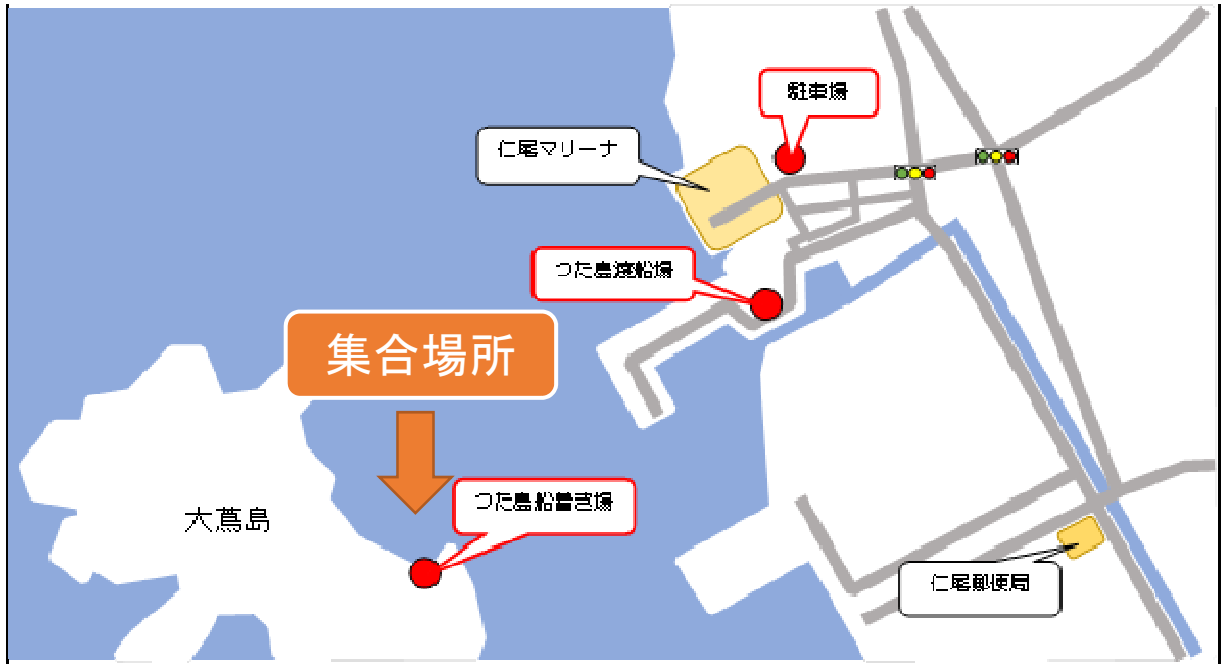 駐車場
仁尾マリーナ
つた島渡船場
集合場所
つた島船着き場
大蔦島
仁尾郵便局